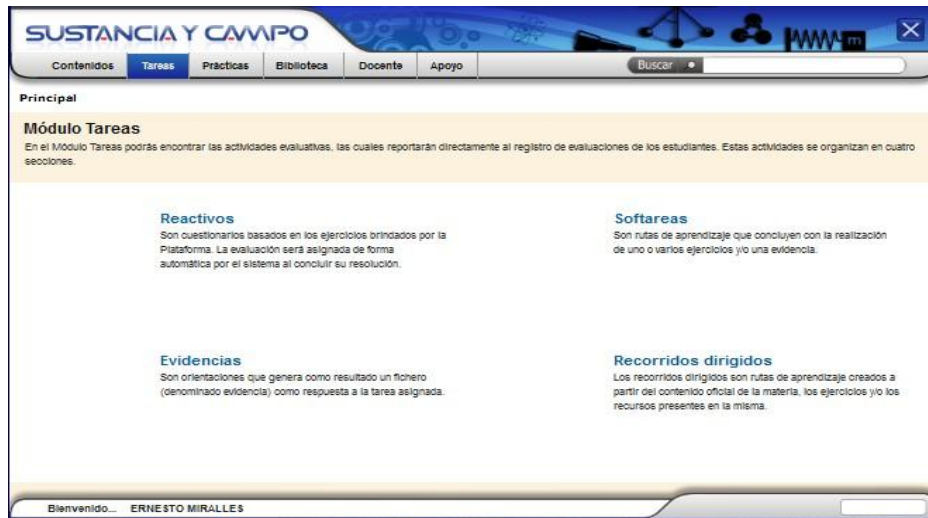 SUSTANCIA Y CAMPO
Contenidos Tareas Prácticas Biblioteca Docente Apoyo Buscar
m
Principal
Módulo Tareas
En el Módulo Tareas podrás encontrar las actividades evaluativas, las cuales reportarán directamente al registro de evaluaciones de los estudiantes. Estas actividades se organizan en cuatro
secciones.
Reactivos
Son cuestionarios basados en los ejercicios brindados por la
Plataforma. La evaluación será asignada de forma
automática por el sistema al concluir su resolución.
Softareas
Son rutas de aprendizaje que concluyen con la realización
de uno o varios ejercicios y/o una evidencia.
Evidencias
Son orientaciones que genera como resultado un fichero
(denominado evidencia) como respuesta a la tarea asignada.
Recorridos dirigidos
Los recorridos dirigidos son rutas de aprendizaje creados a
partir del contenido oficial de la materia, los ejercicios y/o los
recursos presentes en la misma.
Bienvenido... ERNESTO MIRALLES